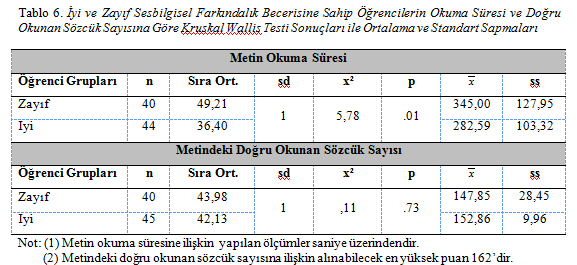 Tablo 6. İyi ve Zayıf Sesbilgisel Farkındalık Becerisine Sahip Öğrencilerin Okuma Süresi ve Doğru
Okunan Sözcük Sayısına Göre Kruskal Wallis Testi Sonuçları ile Ortalama ve Standart Sapmaları
Metin Okuma Süresi
Öğrenci Grupları n Sıra Ort. sd x² p x̅ ss
Zayıf 40 49,21 1 5,78 .01 345,00 127,95
İyi 44 36,40 282,59 103,32
Metindeki Doğru Okunan Sözcük Sayısı
Öğrenci Grupları n Sıra Ort. sd x² p x̅ ss
Zayıf 40 43,98 1 ,11 .73 147,85 28,45
İyi 45 42,13 152,86 9,96
Not: (1) Metin okuma süresine ilişkin yapılan ölçümler saniye üzerindendir.
(2) Metindeki doğru okunan sözcük sayısına ilişkin alınabilecek en yüksek puan 162’dir.